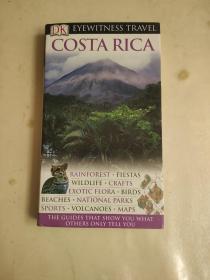 DK EYEWITNESS TRAVEL
COSTA RICA
RAINFOREST · FIESTAS
WILDLIFE · CRAFTS
EXOTIC FLORA · BIRDS
BEACHES · NATIONAL PARKS
SPORTS · VOLCANOES · MAPS
THE GUIDES THAT SHOW YOU WHAT
OTHERS ONLY TELL YOU